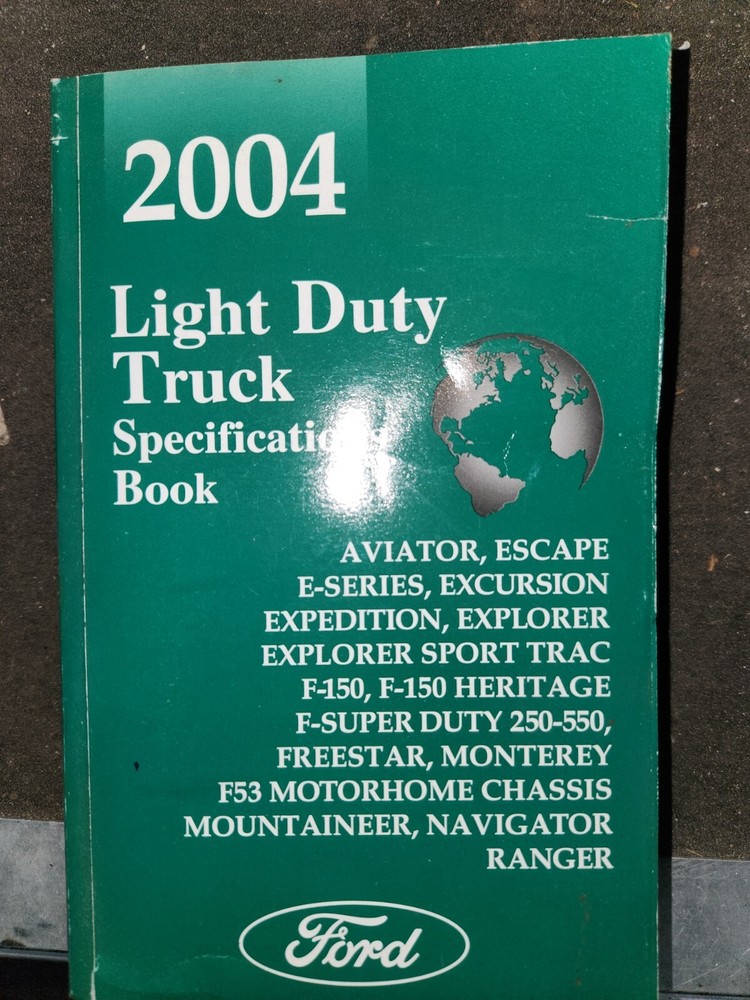 2004
Light Duty
Truck
Specifications
Book
AVIATOR, ESCAPE
E-SERIES, EXCURSION
EXPEDITION, EXPLORER
EXPLORER SPORT TRAC
F-150, F-150 HERITAGE
F-SUPER DUTY 250-550,
FREESTAR, MONTEREY
F53 MOTORHOME CHASSIS
MOUNTAINEER, NAVIGATOR
RANGER
Ford